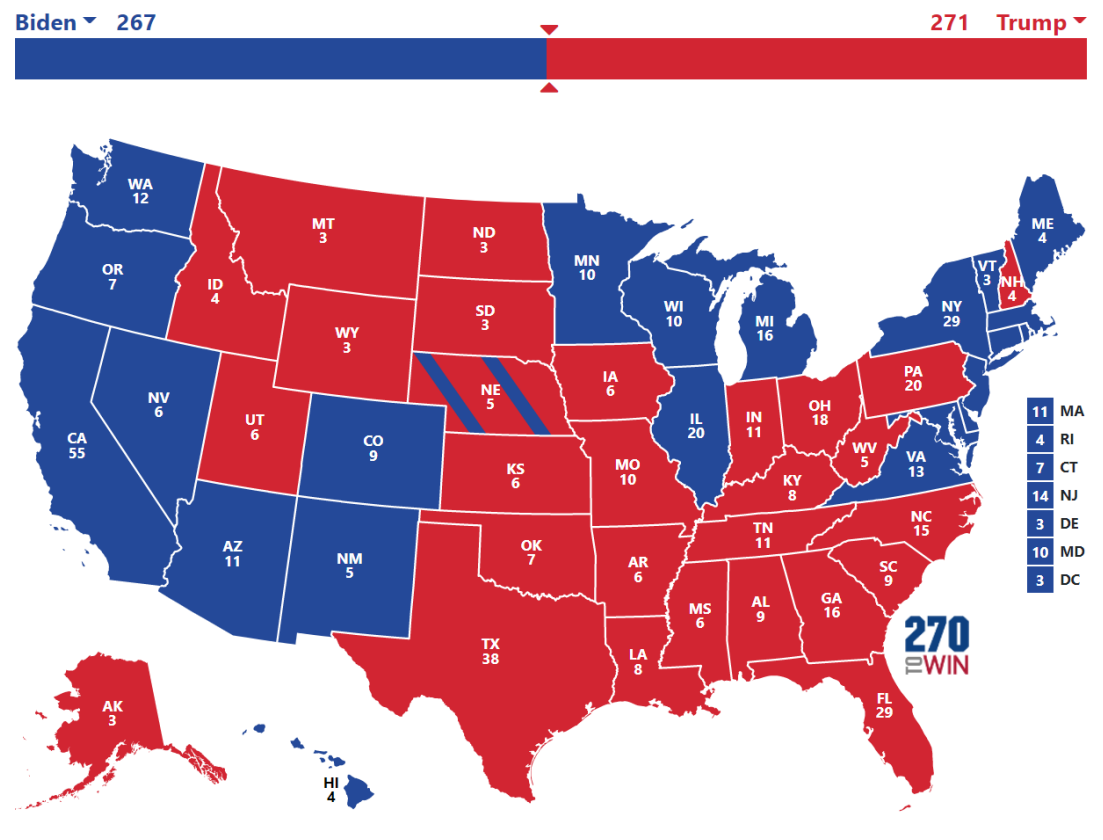 Biden 267
271 Trump
WA
12
OR
7
CA
55
NV
6
ID
4
MT
3
WY
3
UT
6
CO
9
AZ
11
NM
5
ND
3
SD
3
NE
5
KS
6
OK
7
TX
38
MN
10
IA
6
MO
10
AR
6
LA
8
WI
10
IL
20
MI
16
IN
11
OH
18
KY
8
TN
11
MS
6
AL
9
GA
16
FL
29
SC
9
NC
15
VA
13
WV
5
PA
20
NY
29
VT
3
NH
4
ME
4
11 MA
4 RI
7 CT
14 NJ
3 DE
10 MD
3 DC
AK
3
HI
4
270
TO WIN